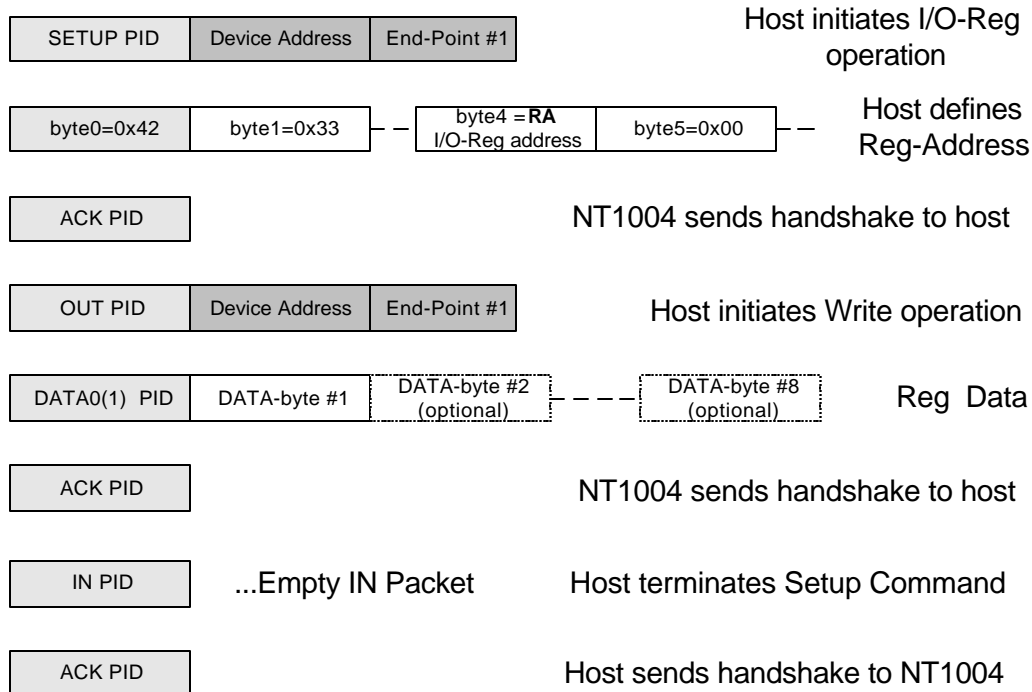 SETUP PID Device Address End-Point #1 Host initiates I/O-Reg
operation
byte0=0x42 byte1=0x33 byte4 =RA
I/O-Reg address byte5=0x00 Host defines
Reg-Address
ACK PID NT1004 sends handshake to host
OUT PID Device Address End-Point #1 Host initiates Write operation
DATA0(1) PID DATA-byte #1 DATA-byte #2
(optional) DATA-byte #8
(optional) Reg Data
ACK PID NT1004 sends handshake to host
IN PID ...Empty IN Packet Host terminates Setup Command
ACK PID Host sends handshake to NT1004